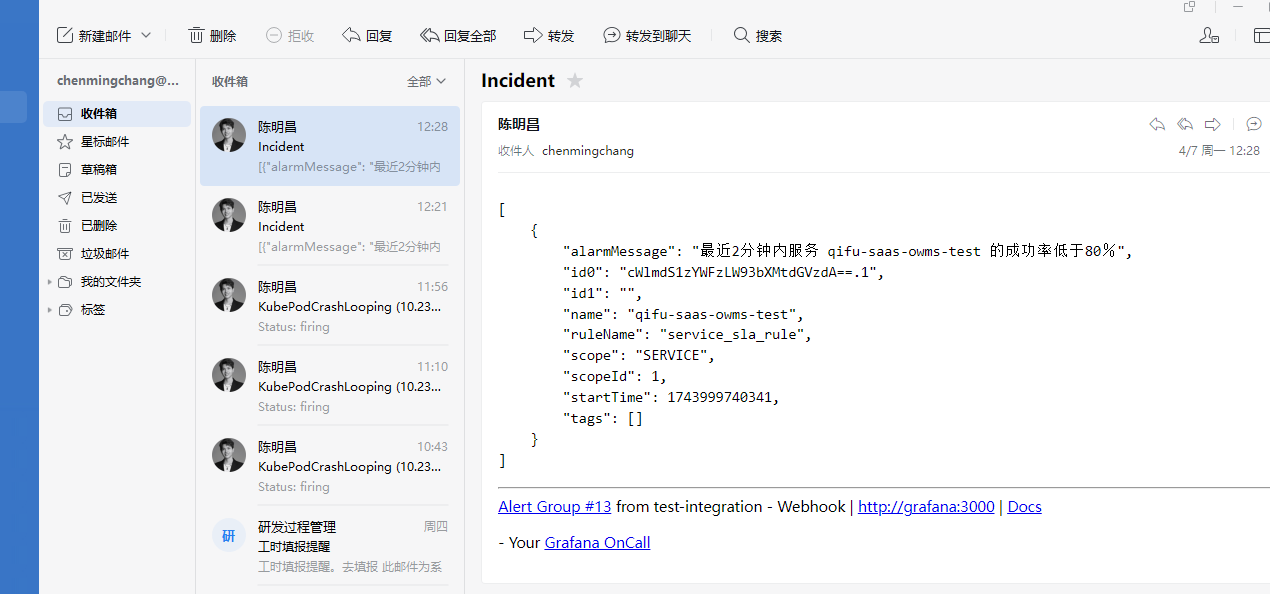 新建邮件 删除 拒收 回复 回复全部 转发 转发到聊天 搜索
chenmingchang@...
收件箱
星标邮件
草稿箱
已发送
已删除
垃圾邮件
我的文件夹
标签
收件箱 全部
陈明昌 12:28
Incident
[{"alarmMessage": "最近2分钟内
陈明昌 12:21
Incident
[{"alarmMessage": "最近2分钟内
陈明昌 11:56
KubePodCrashLooping (10.23...
Status: firing
陈明昌 11:10
KubePodCrashLooping (10.23...
Status: firing
陈明昌 10:43
KubePodCrashLooping (10.23...
Status: firing
研 研发过程管理 周四
工时填报提醒
工时填报提醒。去填报 此邮件为系
Incident
陈明昌
收件人 chenmingchang 4/7 周一 12:28
[
{
"alarmMessage": "最近2分钟内服务 qifu-saas-owms-test 的成功率低于80%",
"id0": "cWlmdS1zYWFzLW93bXMtdGVzdA==.1",
"id1": "",
"name": "qifu-saas-owms-test",
"ruleName": "service_sla_rule",
"scope": "SERVICE",
"scopeId": 1,
"startTime": 1743999740341,
"tags": []
}
]
Alert Group #13 from test-integration - Webhook | http://grafana:3000 | Docs
- Your Grafana OnCall